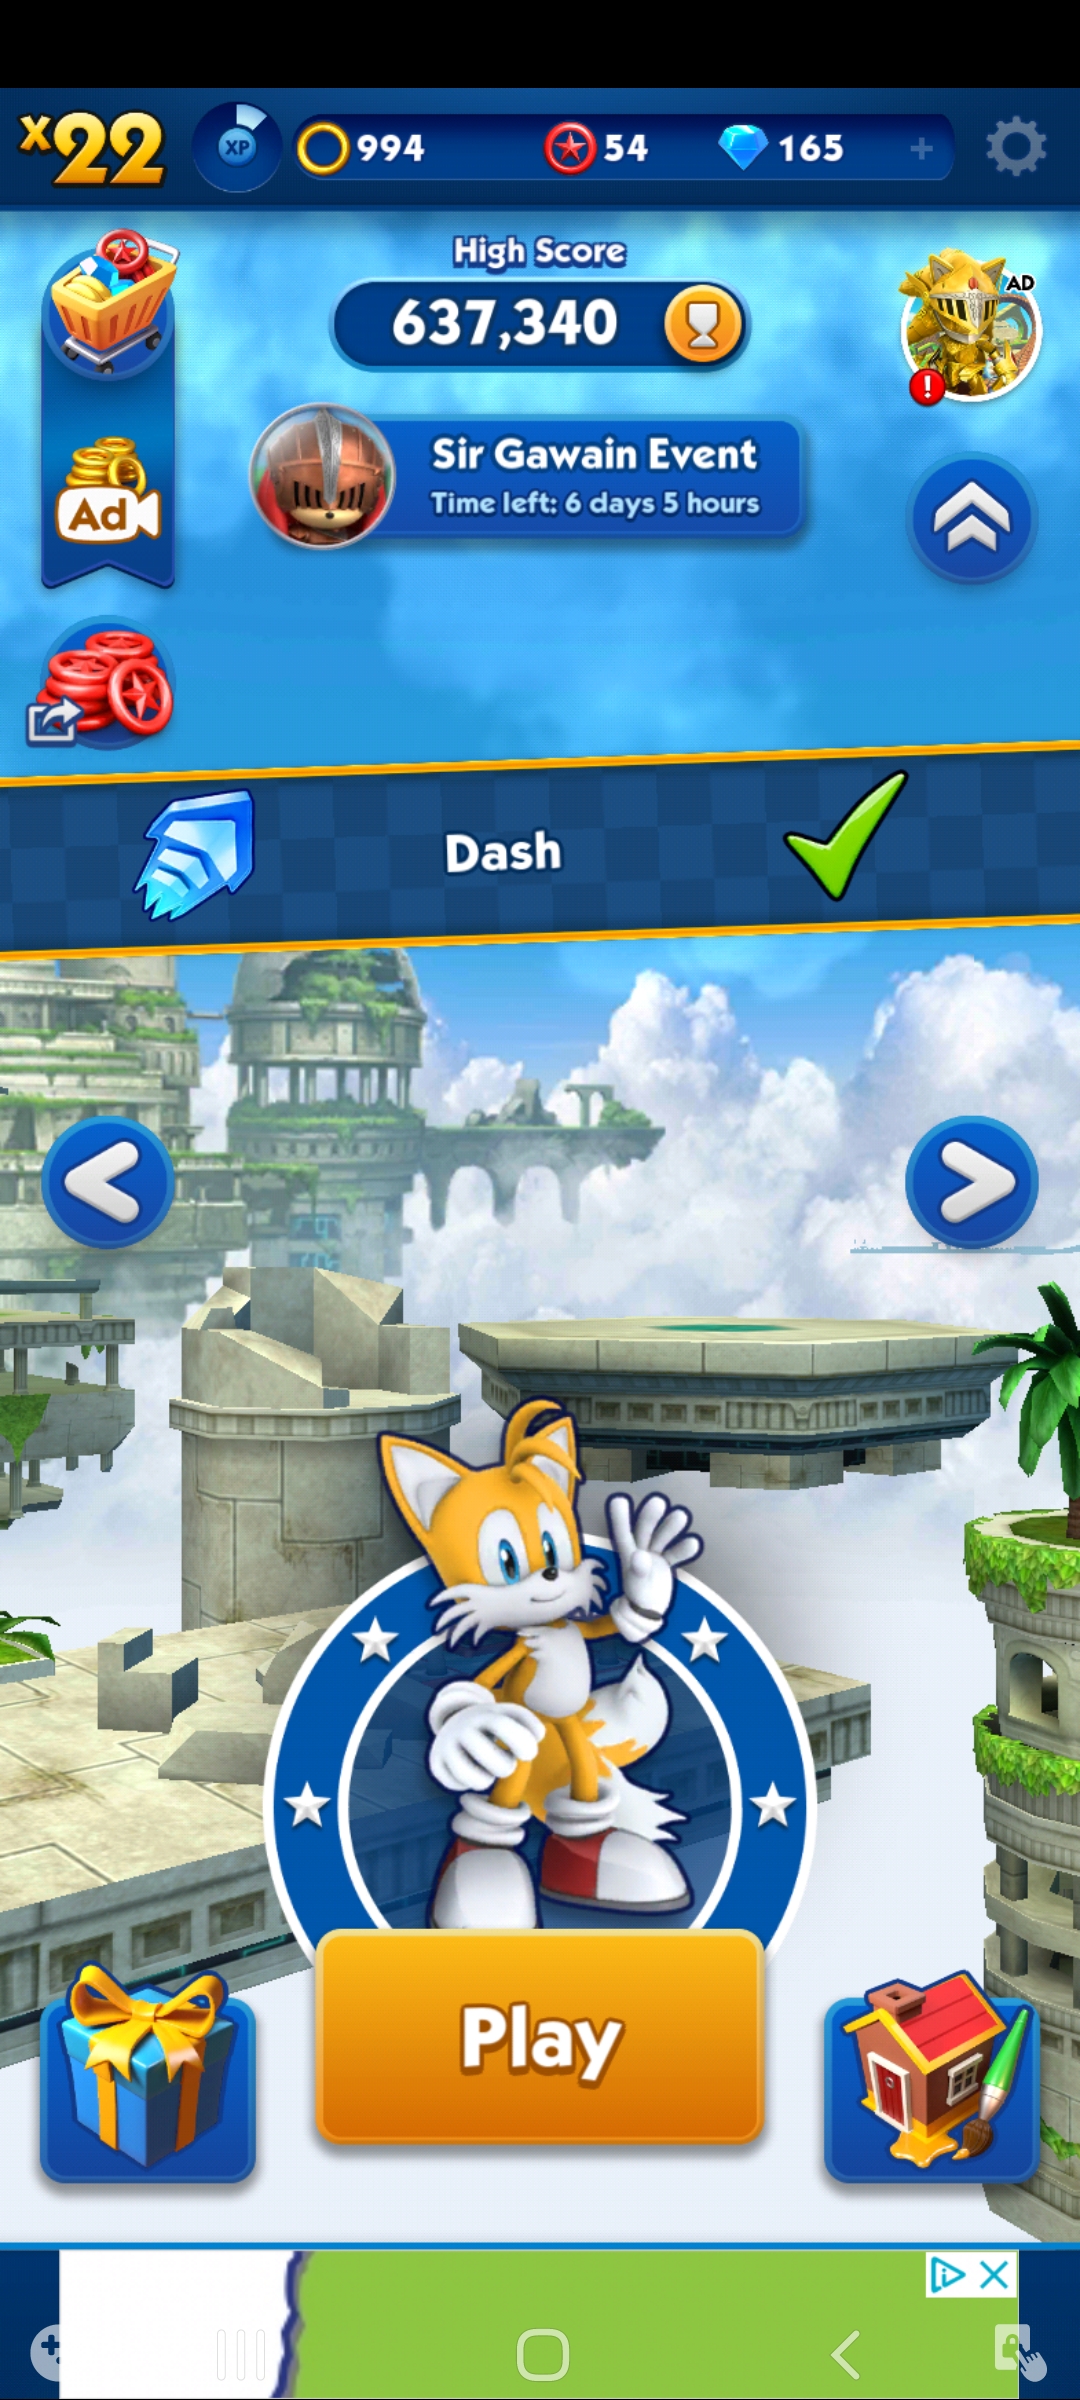 x22
XP
994
54
165
High Score
637,340
AD
!
Sir Gawain Event
Time left: 6 days 5 hours
Ad
Dash
Play